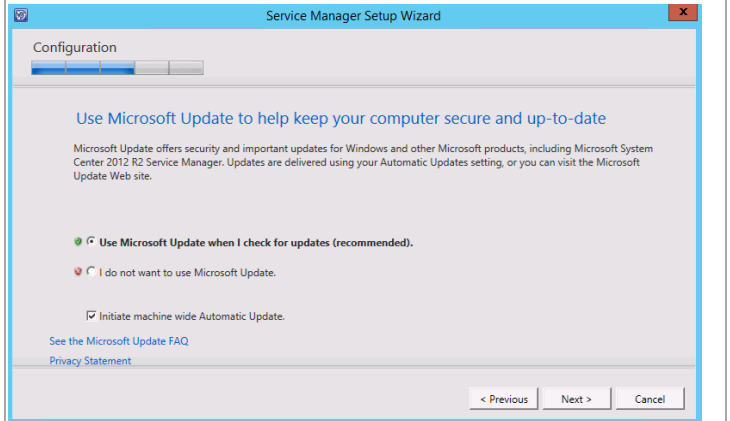 Service Manager Setup Wizard
x
Configuration
Use Microsoft Update to help keep your computer secure and up-to-date
Microsoft Update offers security and important updates for Windows and other Microsoft products, including Microsoft System
Center 2012 R2 Service Manager. Updates are delivered using your Automatic Updates setting, or you can visit the Microsoft
Update Web site.
Use Microsoft Update when I check for updates (recommended).
I do not want to use Microsoft Update.
Initiate machine wide Automatic Update.
See the Microsoft Update FAQ
Privacy Statement
< Previous Next > Cancel